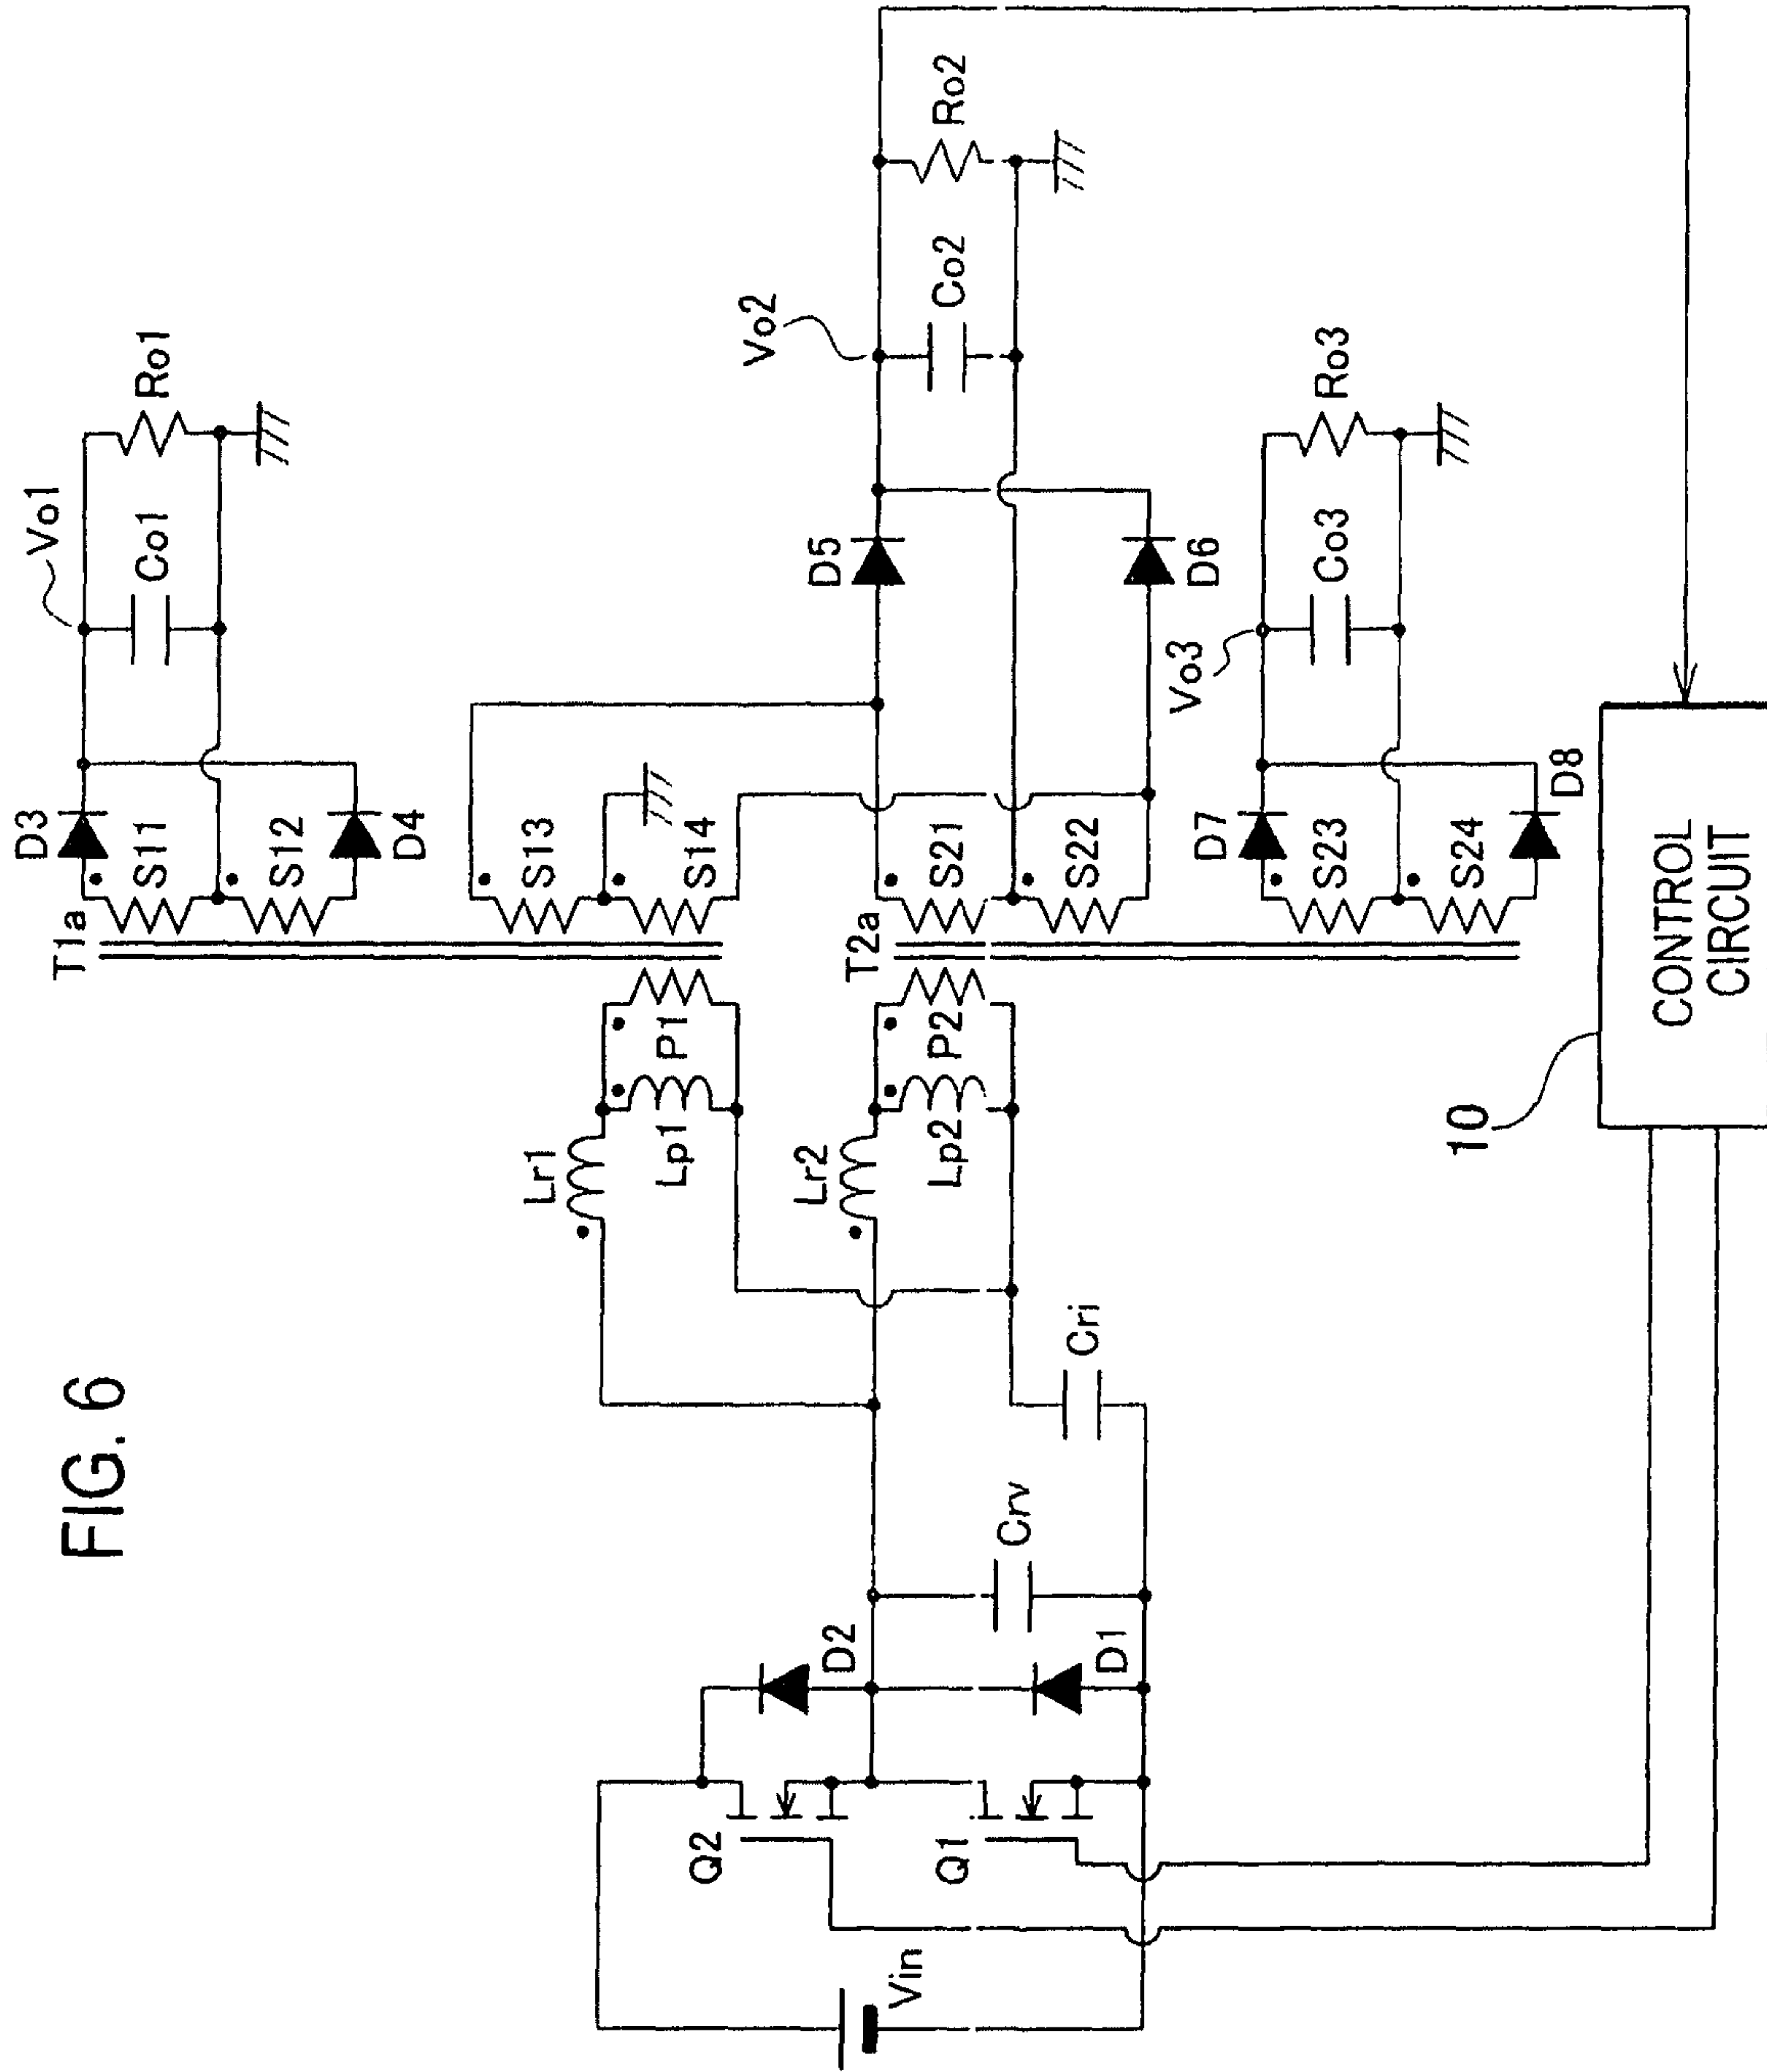 FIG. 6
Vin
Q2
Q1
D2
D1
Crv
Cri
Lr1
Lp1
P1
Lr2
Lp2
P2
T1a
T2a
S11
S12
S13
S14
S21
S22
S23
S24
D3
D4
D5
D6
D7
D8
Vo1
Co1
Ro1
Vo2
Co2
Ro2
Vo3
Co3
Ro3
10
CONTROL
CIRCUIT